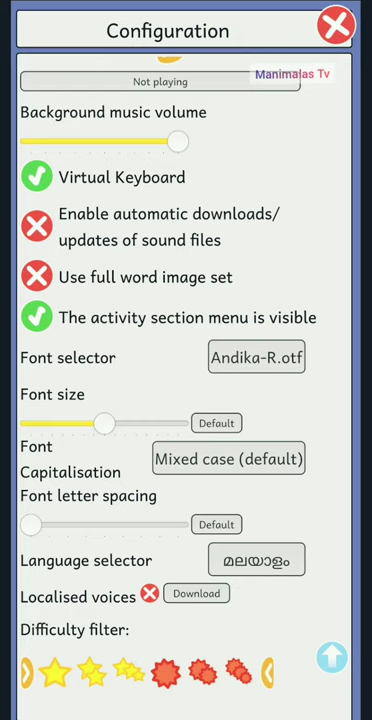 Configuration
Not playing
Manimalas Tv
Background music volume
Virtual Keyboard
Enable automatic downloads/
updates of sound files
Use full word image set
The activity section menu is visible
Font selector
Andika-R.otf
Font size
Default
Font
Capitalisation
Mixed case (default)
Font letter spacing
Default
Language selector
മലയാളം
Localised voices
Download
Difficulty filter: